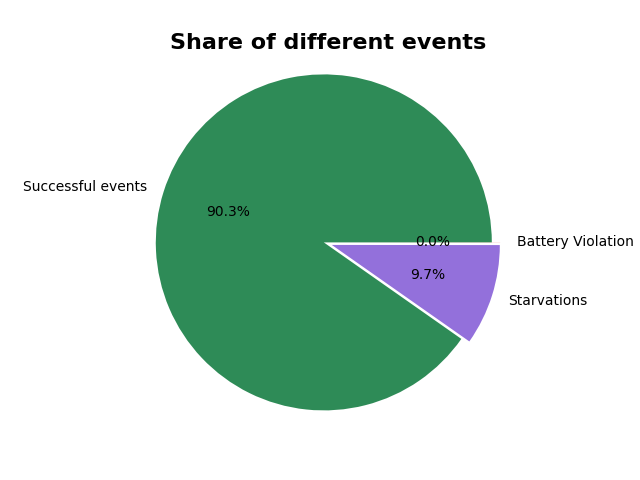 Share of different events
Successful events
90.3%
0.0%
Battery Violation
9.7%
Starvations